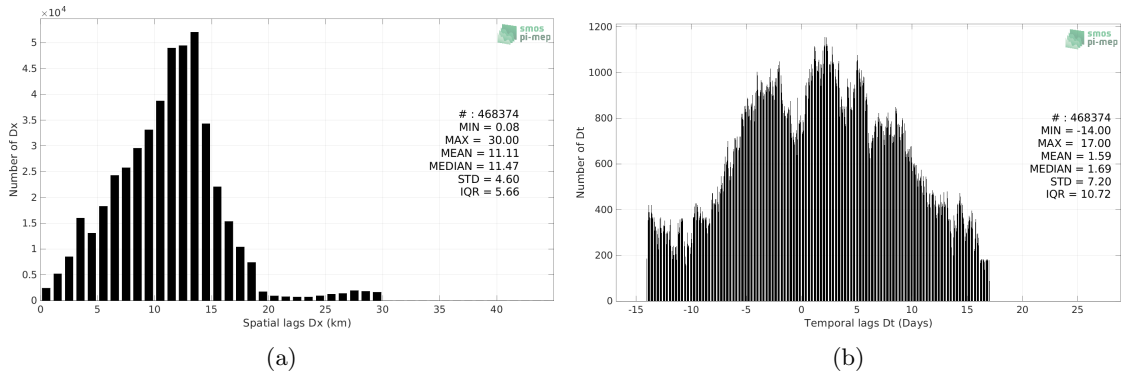 ×10⁴
5
4.5
4
3.5
3
2.5
2
1.5
1
0.5
0
Number of Dx
0 5 10 15 20 25 30 35 40
Spatial lags Dx (km)
smos
pi-mep
# : 468374
MIN = 0.08
MAX = 30.00
MEAN = 11.11
MEDIAN = 11.47
STD = 4.60
IQR = 5.66
(a)
1200
1000
800
600
400
200
0
Number of Dt
-15 -10 -5 0 5 10 15 20 25
Temporal lags Dt (Days)
smos
pi-mep
# : 468374
MIN = -14.00
MAX = 17.00
MEAN = 1.59
MEDIAN = 1.69
STD = 7.20
IQR = 10.72
(b)